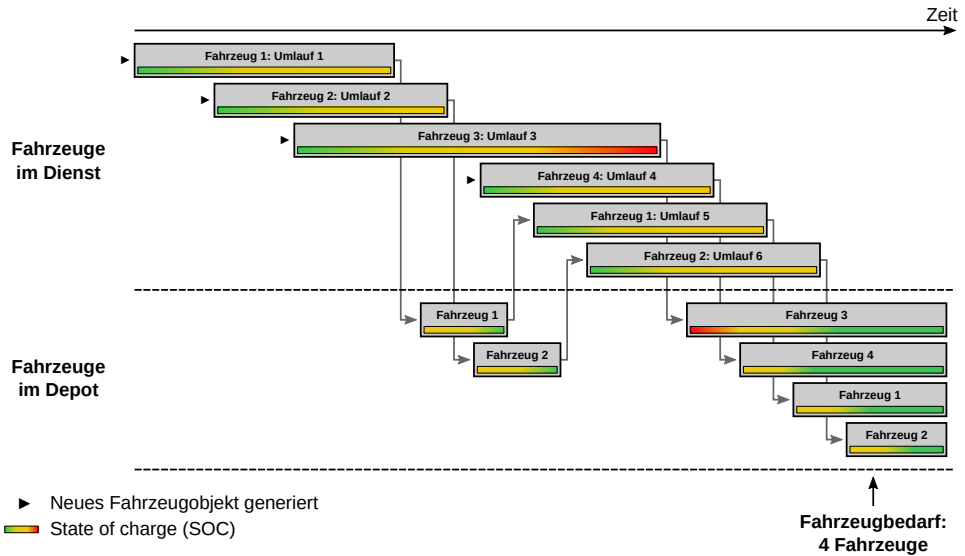 Zeit
Fahrzeug 1: Umlauf 1
Fahrzeug 2: Umlauf 2
Fahrzeug 3: Umlauf 3
Fahrzeuge
im Dienst
Fahrzeug 4: Umlauf 4
Fahrzeug 1: Umlauf 5
Fahrzeug 2: Umlauf 6
Fahrzeug 1
Fahrzeug 3
Fahrzeuge
im Depot
Fahrzeug 2
Fahrzeug 4
Fahrzeug 1
Fahrzeug 2
Neues Fahrzeugobjekt generiert
State of charge (SOC)
Fahrzeugbedarf:
4 Fahrzeuge